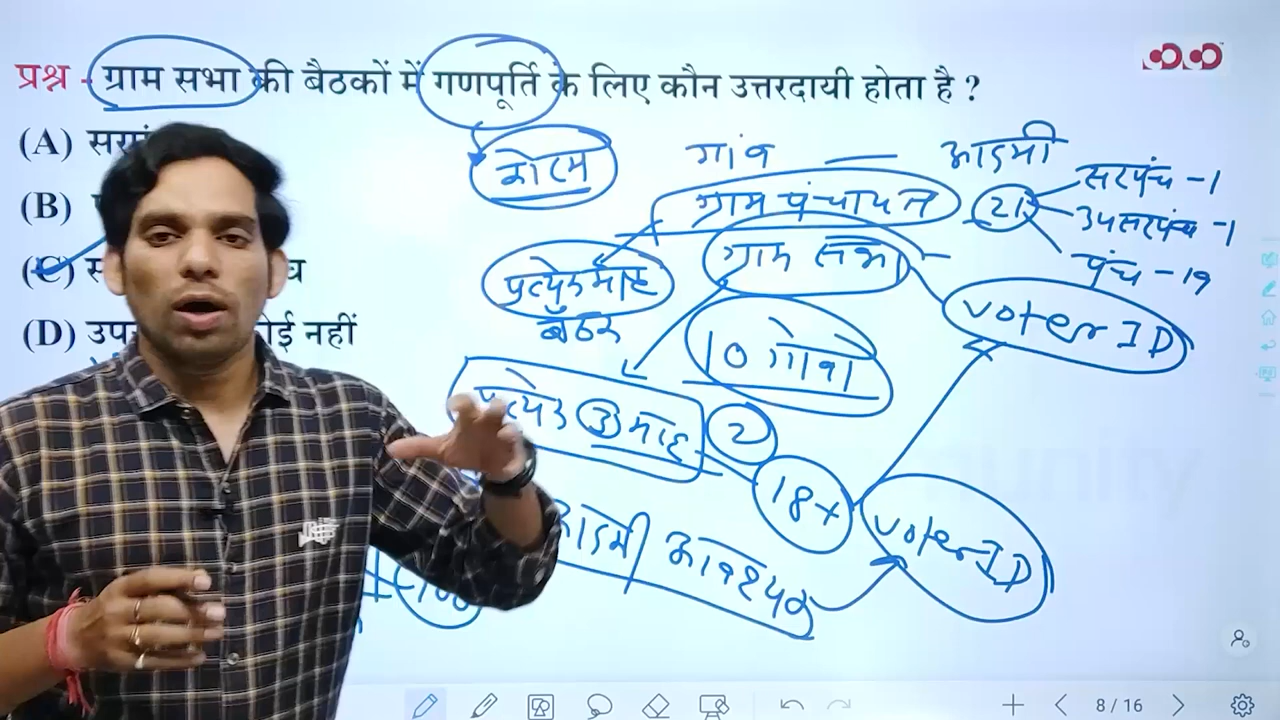 प्रश्न - ग्राम सभा की बैठकों में गणपूर्ति के लिए कौन उत्तरदायी होता है ?
(A)
(B)
(C)
(D) उप कोई नहीं
कोरम
गांव
आदमी
ग्राम पंचायत
21
सरपंच -1
उपसरपंच -1
पंच -19
ग्राम सभा
voter ID
प्रत्येक माह
बैठक
10 गांवों
प्रत्येक 3 माह
2
18+
voter ID
आदमी आवश्यक
8 / 16